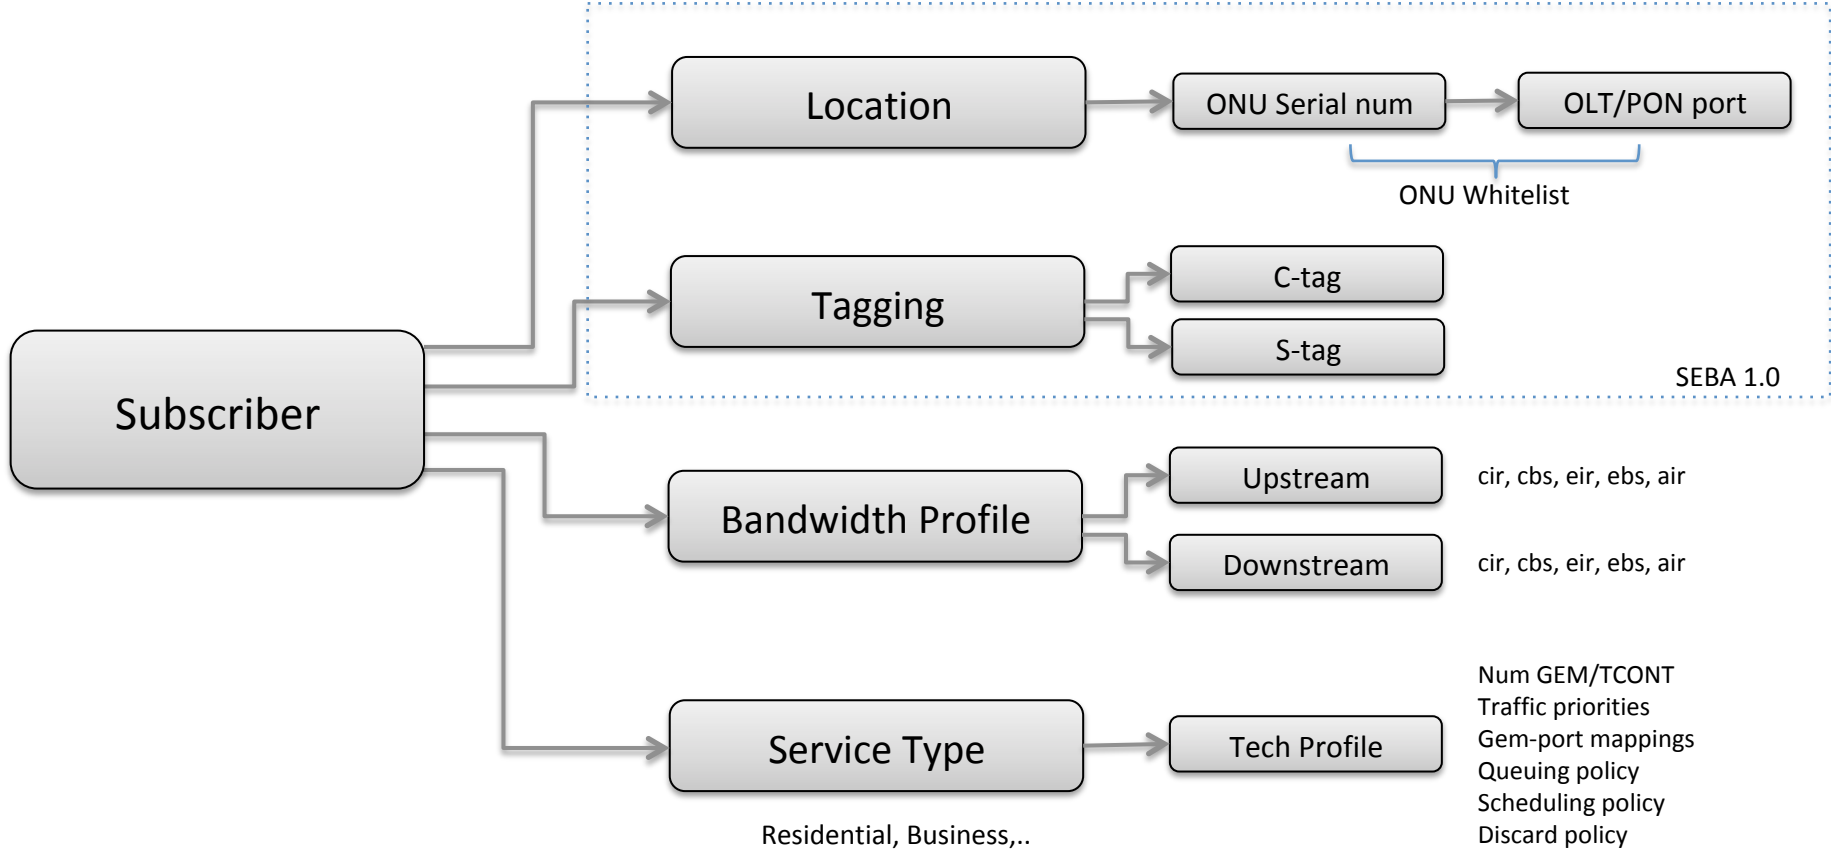 Location
ONU Serial num
OLT/PON port
ONU Whitelist
Tagging
C-tag
S-tag
SEBA 1.0
Subscriber
Bandwidth Profile
Upstream
cir, cbs, eir, ebs, air
Downstream
cir, cbs, eir, ebs, air
Service Type
Residential, Business,..
Tech Profile
Num GEM/TCONT
Traffic priorities
Gem-port mappings
Queuing policy
Scheduling policy
Discard policy